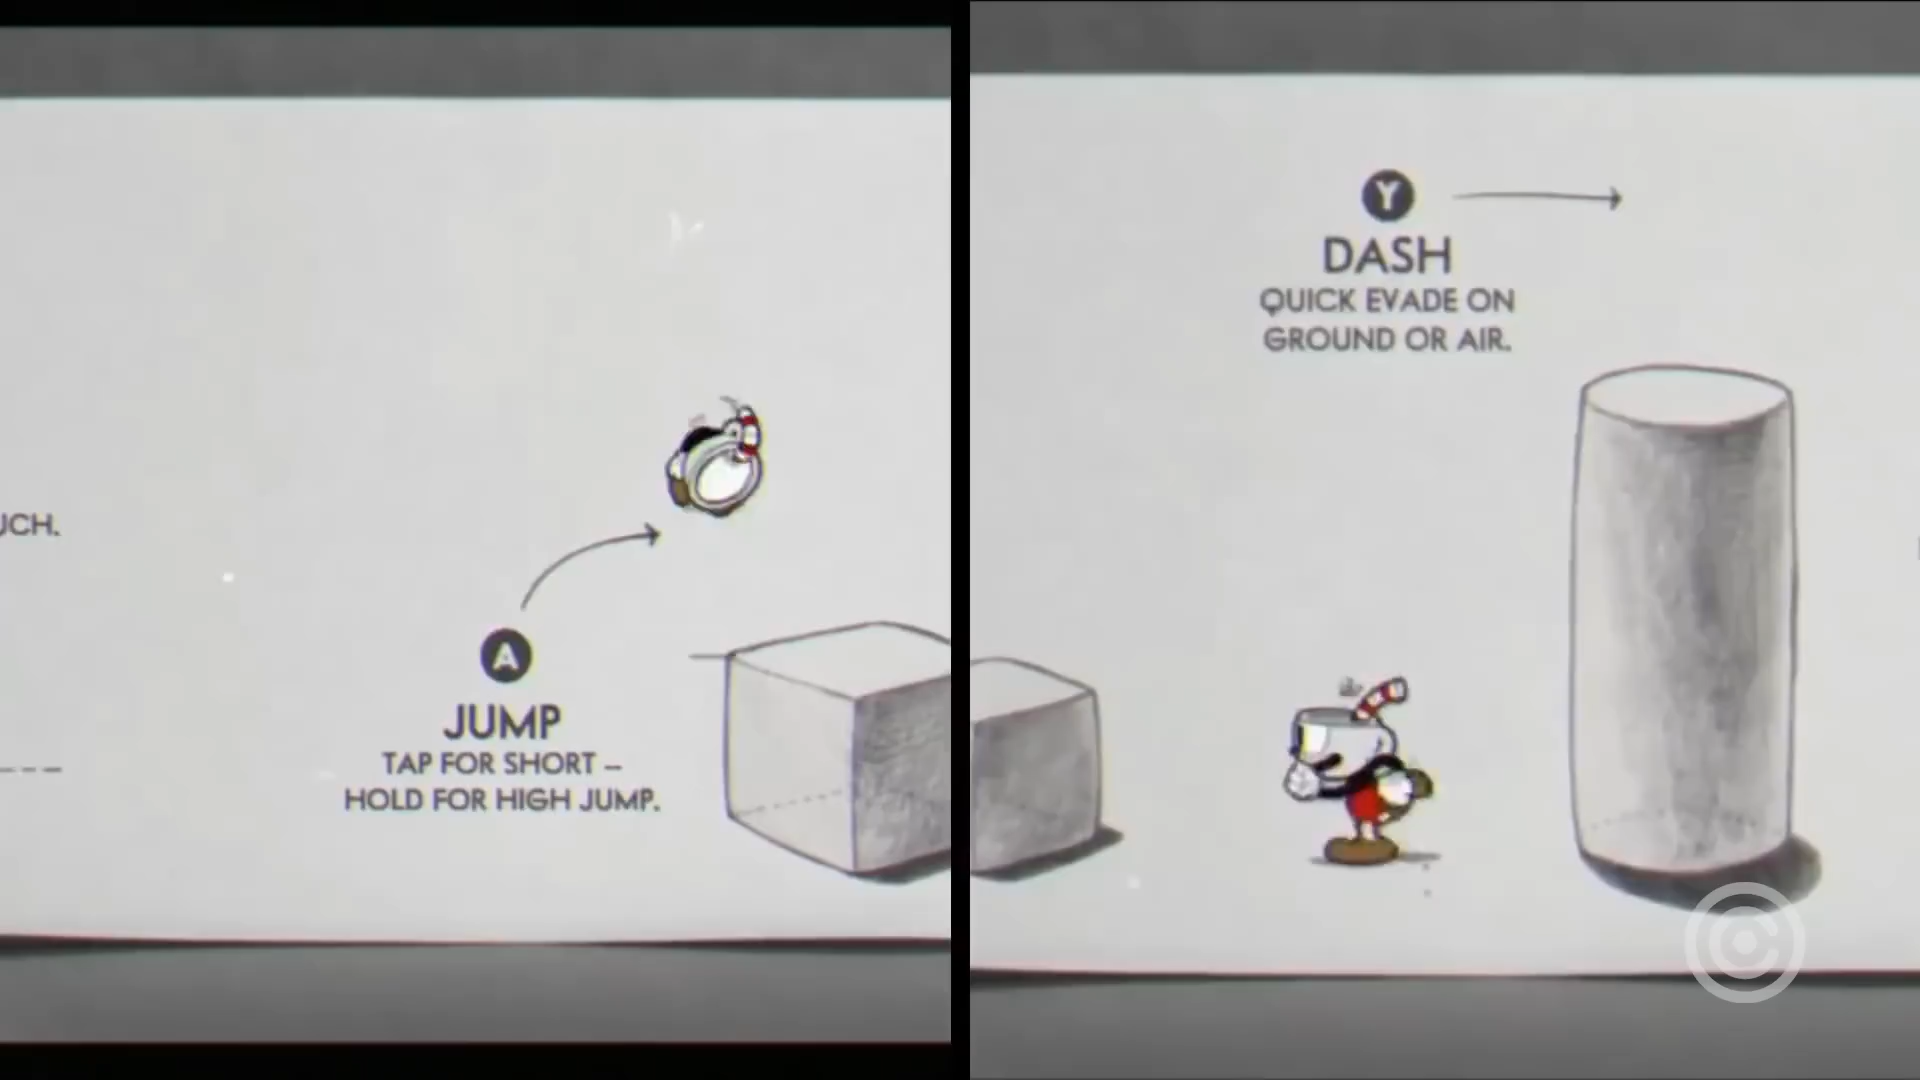 A
JUMP
TAP FOR SHORT –
HOLD FOR HIGH JUMP.
Y
DASH
QUICK EVADE ON
GROUND OR AIR.